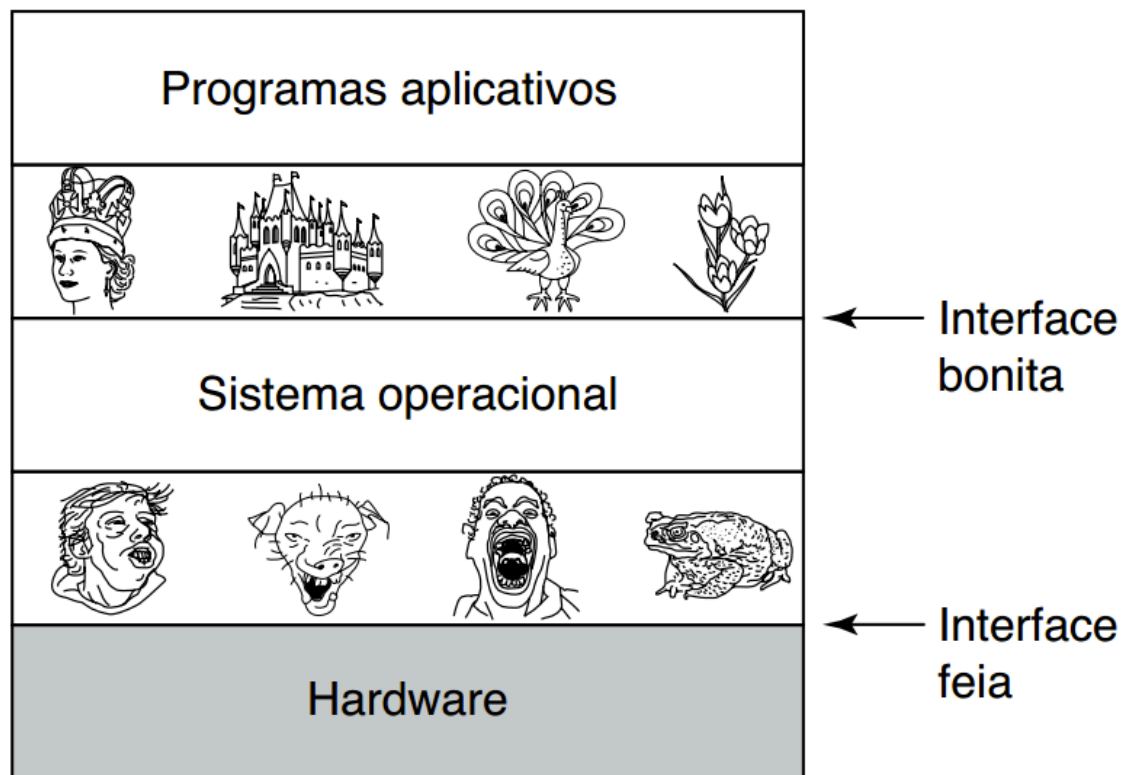 Programas aplicativos
Interface
bonita
Sistema operacional
Interface
feia
Hardware